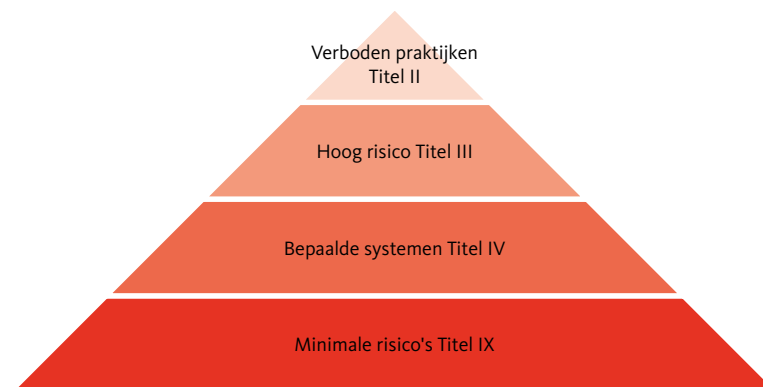 Verboden praktijken
Titel II
Hoog risico Titel III
Bepaalde systemen Titel IV
Minimale risico's Titel IX